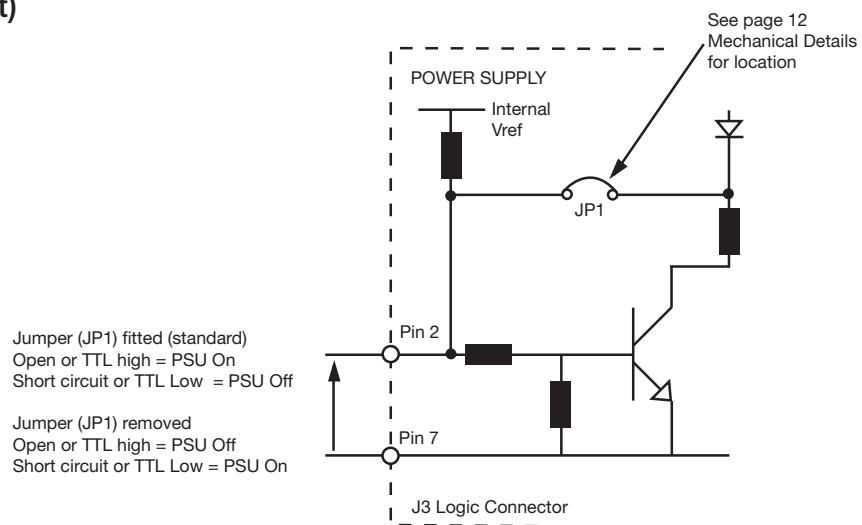 t)
See page 12
Mechanical Details
for location
POWER SUPPLY
Internal
Vref
JP1
Pin 2
Jumper (JP1) fitted (standard)
Open or TTL high = PSU On
Short circuit or TTL Low = PSU Off
Jumper (JP1) removed
Open or TTL high = PSU Off
Short circuit or TTL Low = PSU On
Pin 7
J3 Logic Connector